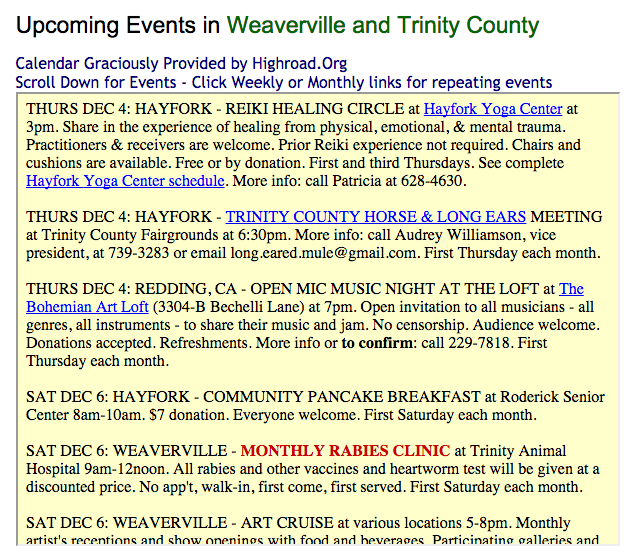 Upcoming Events in Weaverville and Trinity County
Calendar Graciously Provided by Highroad.Org
Scroll Down for Events - Click Weekly or Monthly links for repeating events
THURS DEC 4: HAYFORK - REIKI HEALING CIRCLE at Hayfork Yoga Center at
3pm. Share in the experience of healing from physical, emotional, & mental trauma.
Practitioners & receivers are welcome. Prior Reiki experience not required. Chairs and
cushions are available. Free or by donation. First and third Thursdays. See complete
Hayfork Yoga Center schedule. More info: call Patricia at 628-4630.
THURS DEC 4: HAYFORK - TRINITY COUNTY HORSE & LONG EARS MEETING
at Trinity County Fairgrounds at 6:30pm. More info: call Audrey Williamson, vice
president, at 739-3283 or email long.eared.mule@gmail.com. First Thursday each month.
THURS DEC 4: REDDING, CA - OPEN MIC MUSIC NIGHT AT THE LOFT at The
Bohemian Art Loft (3304-B Bechelli Lane) at 7pm. Open invitation to all musicians - all
genres, all instruments - to share their music and jam. No censorship. Audience welcome.
Donations accepted. Refreshments. More info or to confirm: call 229-7818. First
Thursday each month.
SAT DEC 6: HAYFORK - COMMUNITY PANCAKE BREAKFAST at Roderick Senior
Center 8am-10am. $7 donation. Everyone welcome. First Saturday each month.
SAT DEC 6: WEAVERVILLE - MONTHLY RABIES CLINIC at Trinity Animal
Hospital 9am-12noon. All rabies and other vaccines and heartworm test will be given at a
discounted price. No app't, walk-in, first come, first served. First Saturday each month.
SAT DEC 6: WEAVERVILLE - ART CRUISE at various locations 5-8pm. Monthly
artist's receptions and show openings with food and beverages. Participating galleries and